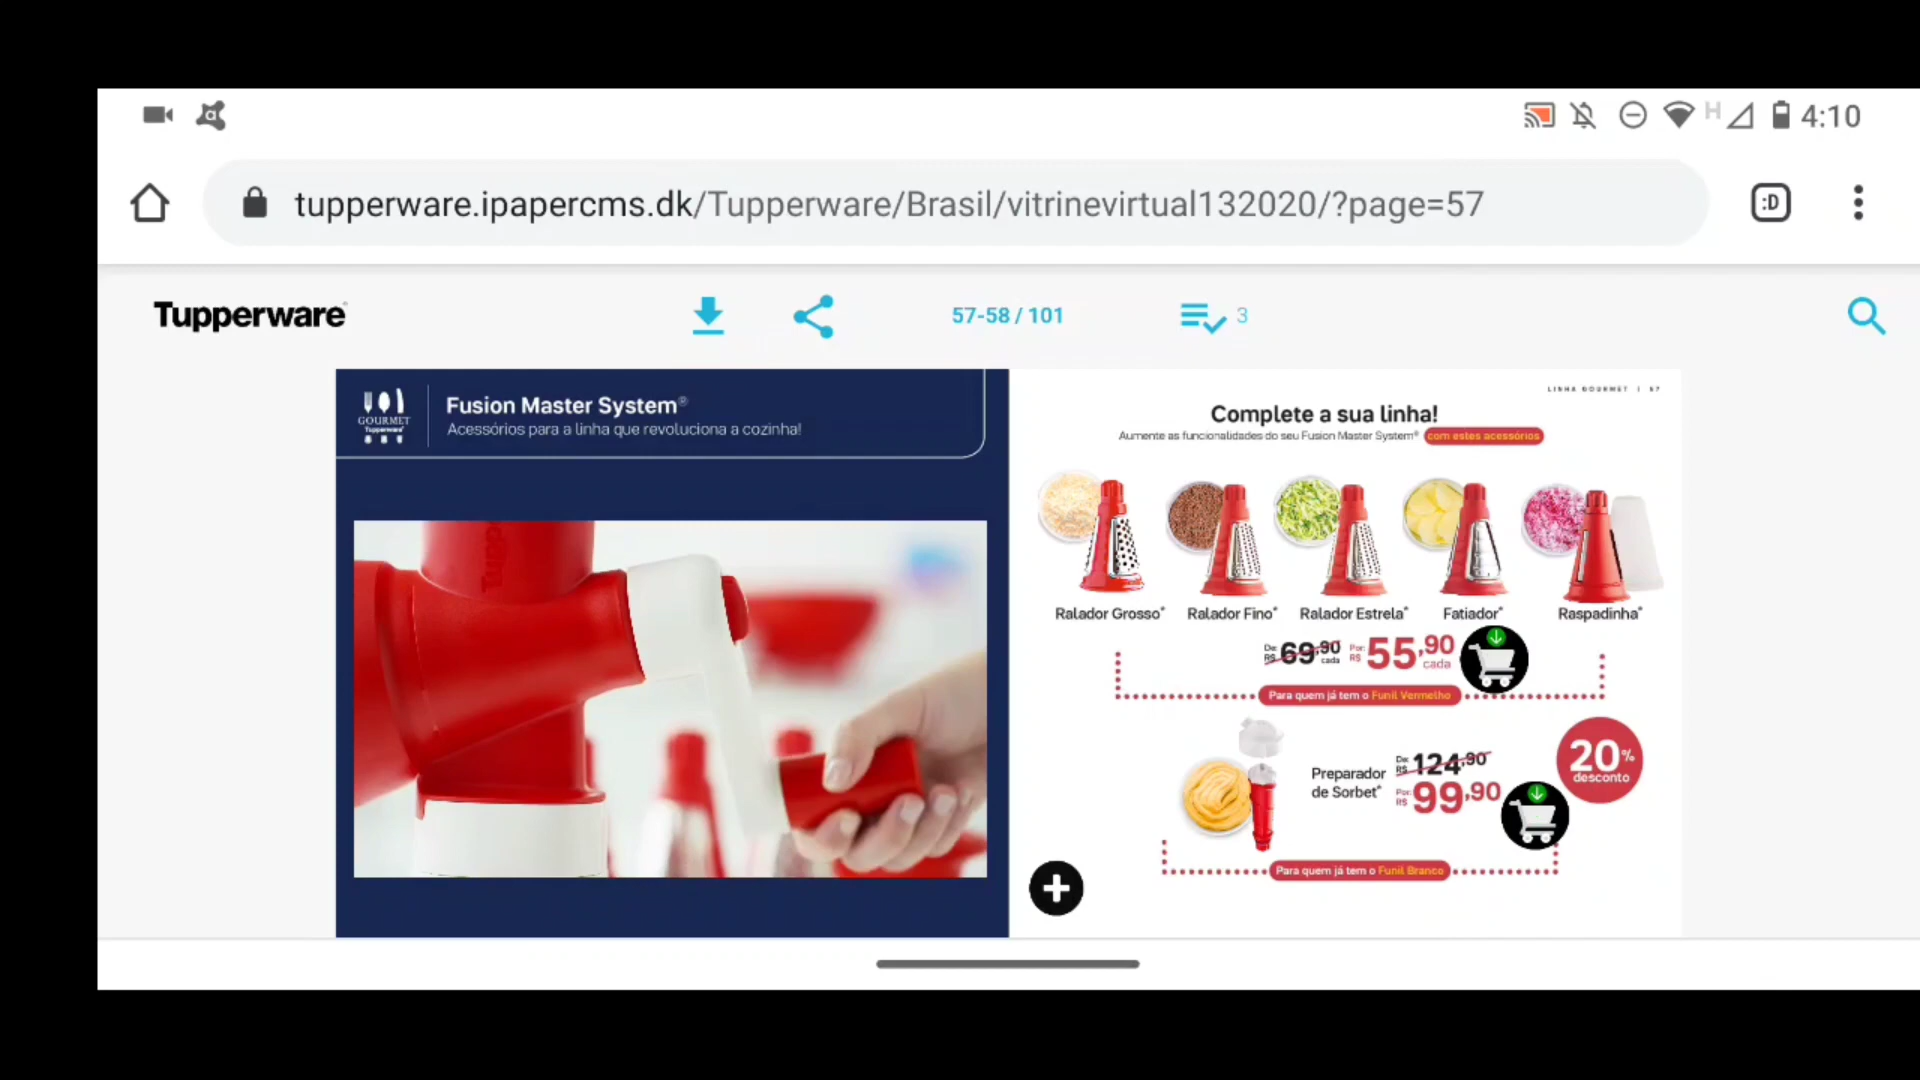 H 4:10
tupperware.ipapercms.dk/Tupperware/Brasil/vitrinevirtual132020/?page=57
:D
Tupperware
57-58 / 101
3
GOURMET
Tupperware
Fusion Master System®
Acessórios para a linha que revoluciona a cozinha!
LINHA GOURMET | 57
Complete a sua linha!
Aumente as funcionalidades do seu Fusion Master System® com estes acessórios
Ralador Grosso* Ralador Fino* Ralador Estrela* Fatiador* Raspadinha*
De: R$ 69,90 cada Por: R$ 55,90 cada
Para quem já tem o Funil Vermelho
Preparador de Sorbet*
De: R$ 124,90
Por: R$ 99,90
20% desconto
Para quem já tem o Funil Branco